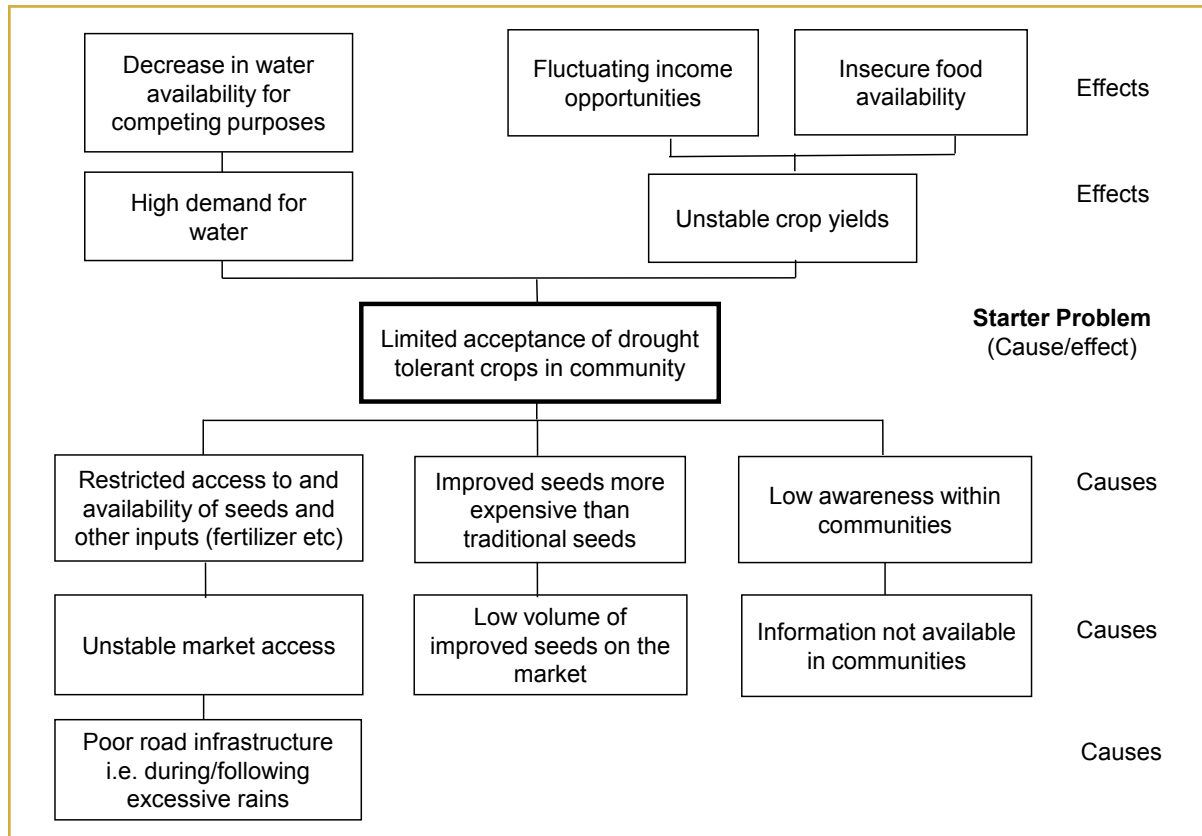 Decrease in water
availability for
competing purposes
Fluctuating income
opportunities
Insecure food
availability
Effects
High demand for
water
Unstable crop yields
Effects
Limited acceptance of drought
tolerant crops in community
Starter Problem
(Cause/effect)
Restricted access to and
availability of seeds and
other inputs (fertilizer etc)
Improved seeds more
expensive than
traditional seeds
Low awareness within
communities
Causes
Unstable market access
Low volume of
improved seeds on the
market
Information not available
in communities
Causes
Poor road infrastructure
i.e. during/following
excessive rains
Causes